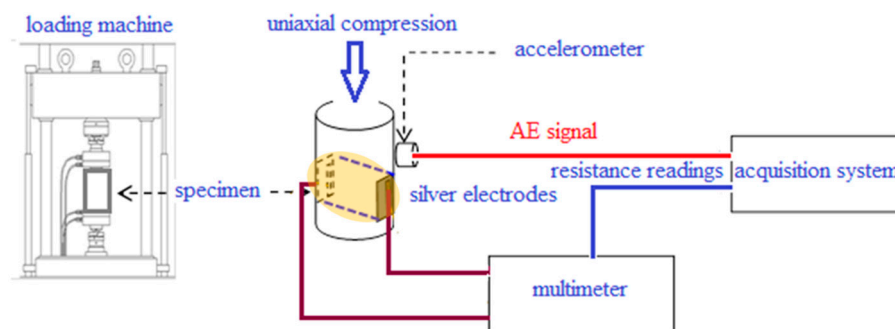 loading machine
uniaxial compression
accelerometer
AE signal
resistance readings
acquisition system
specimen
silver electrodes
multimeter